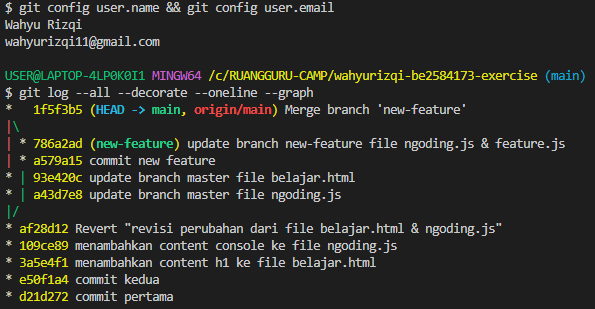 $ git config user.name && git config user.email
Wahyu Rizqi
wahyurizqi11@gmail.com
USER@LAPTOP-4LP0K0I1 MINGW64 /c/RUANGGURU-CAMP/wahyurizqi-be2584173-exercise (main)
$ git log --all --decorate --oneline --graph
*   1f5f3b5 (HEAD -> main, origin/main) Merge branch 'new-feature'
|\
| * 786a2ad (new-feature) update branch new-feature file ngoding.js & feature.js
| * a579a15 commit new feature
* | 93e420c update branch master file belajar.html
* | a43d7e8 update branch master file ngoding.js
|/
* af28d12 Revert "revisi perubahan dari file belajar.html & ngoding.js"
* 109ce89 menambahkan content console ke file ngoding.js
* 3a5e4f1 menambahkan content h1 ke file belajar.html
* e50f1a4 commit kedua
* d21d272 commit pertama